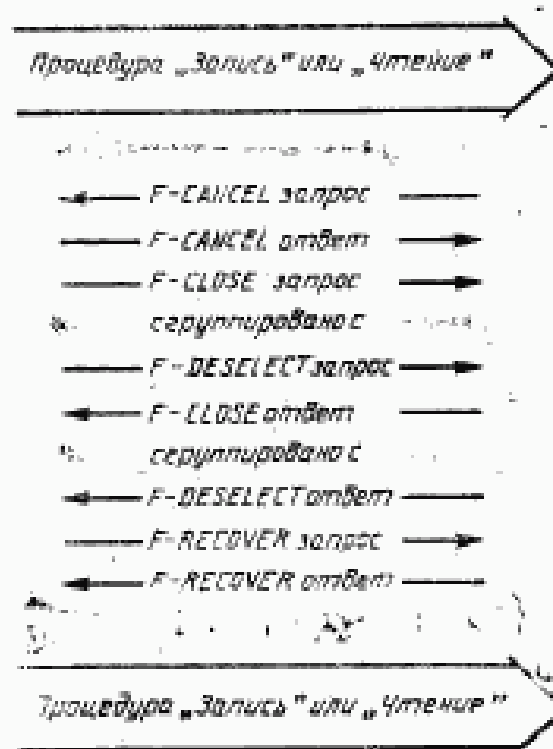 Процедура „Запись" или „Чтение"
F-CANCEL запрос
F-CANCEL ответ
F-CLOSE запрос
сгруппировано с
F-DESELECT запрос
F-CLOSE ответ
сгруппировано с
F-DESELECT ответ
F-RECOVER запрос
F-RECOVER ответ
Процедура „Запись" или „Чтение"